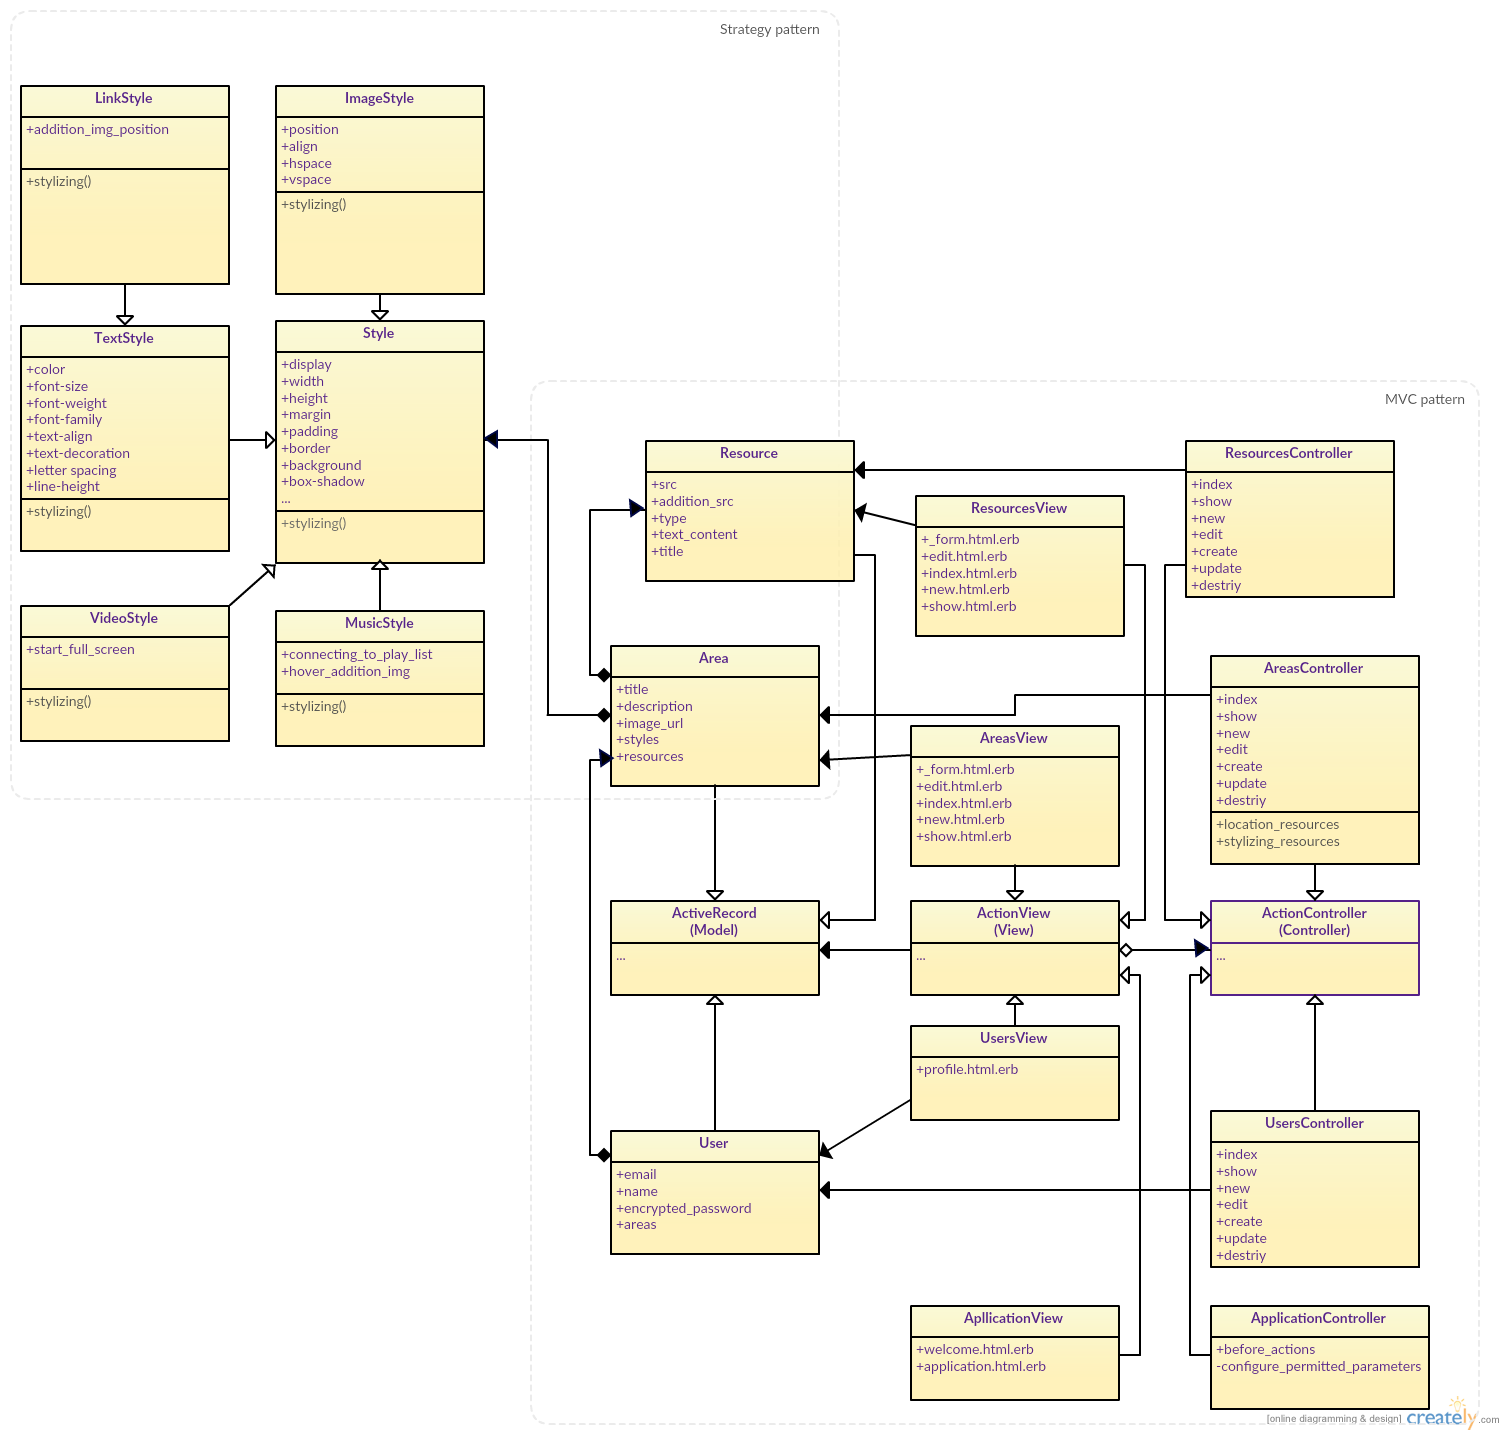 Strategy pattern
LinkStyle
+addition_img_position
+stylizing()
ImageStyle
+position
+align
+hspace
+vspace
+stylizing()
TextStyle
+color
+font-size
+font-weight
+font-family
+text-align
+text-decoration
+letter spacing
+line-height
+stylizing()
Style
+display
+width
+height
+margin
+padding
+border
+background
+box-shadow
...
+stylizing()
VideoStyle
+start_full_screen
+stylizing()
MusicStyle
+connecting_to_play_list
+hover_addition_img
+stylizing()
MVC pattern
Resource
+src
+addition_src
+type
+text_content
+title
ResourcesView
+_form.html.erb
+edit.html.erb
+index.html.erb
+new.html.erb
+show.html.erb
ResourcesController
+index
+show
+new
+edit
+create
+update
+destriy
Area
+title
+description
+image_url
+styles
+resources
AreasView
+_form.html.erb
+edit.html.erb
+index.html.erb
+new.html.erb
+show.html.erb
AreasController
+index
+show
+new
+edit
+create
+update
+destriy
+location_resources
+stylizing_resources
ActiveRecord
(Model)
...
ActionView
(View)
...
ActionController
(Controller)
...
UsersView
+profile.html.erb
User
+email
+name
+encrypted_password
+areas
UsersController
+index
+show
+new
+edit
+create
+update
+destriy
ApllicationView
+welcome.html.erb
+application.html.erb
ApplicationController
+before_actions
-configure_permitted_parameters
[online diagramming & design] creately.com